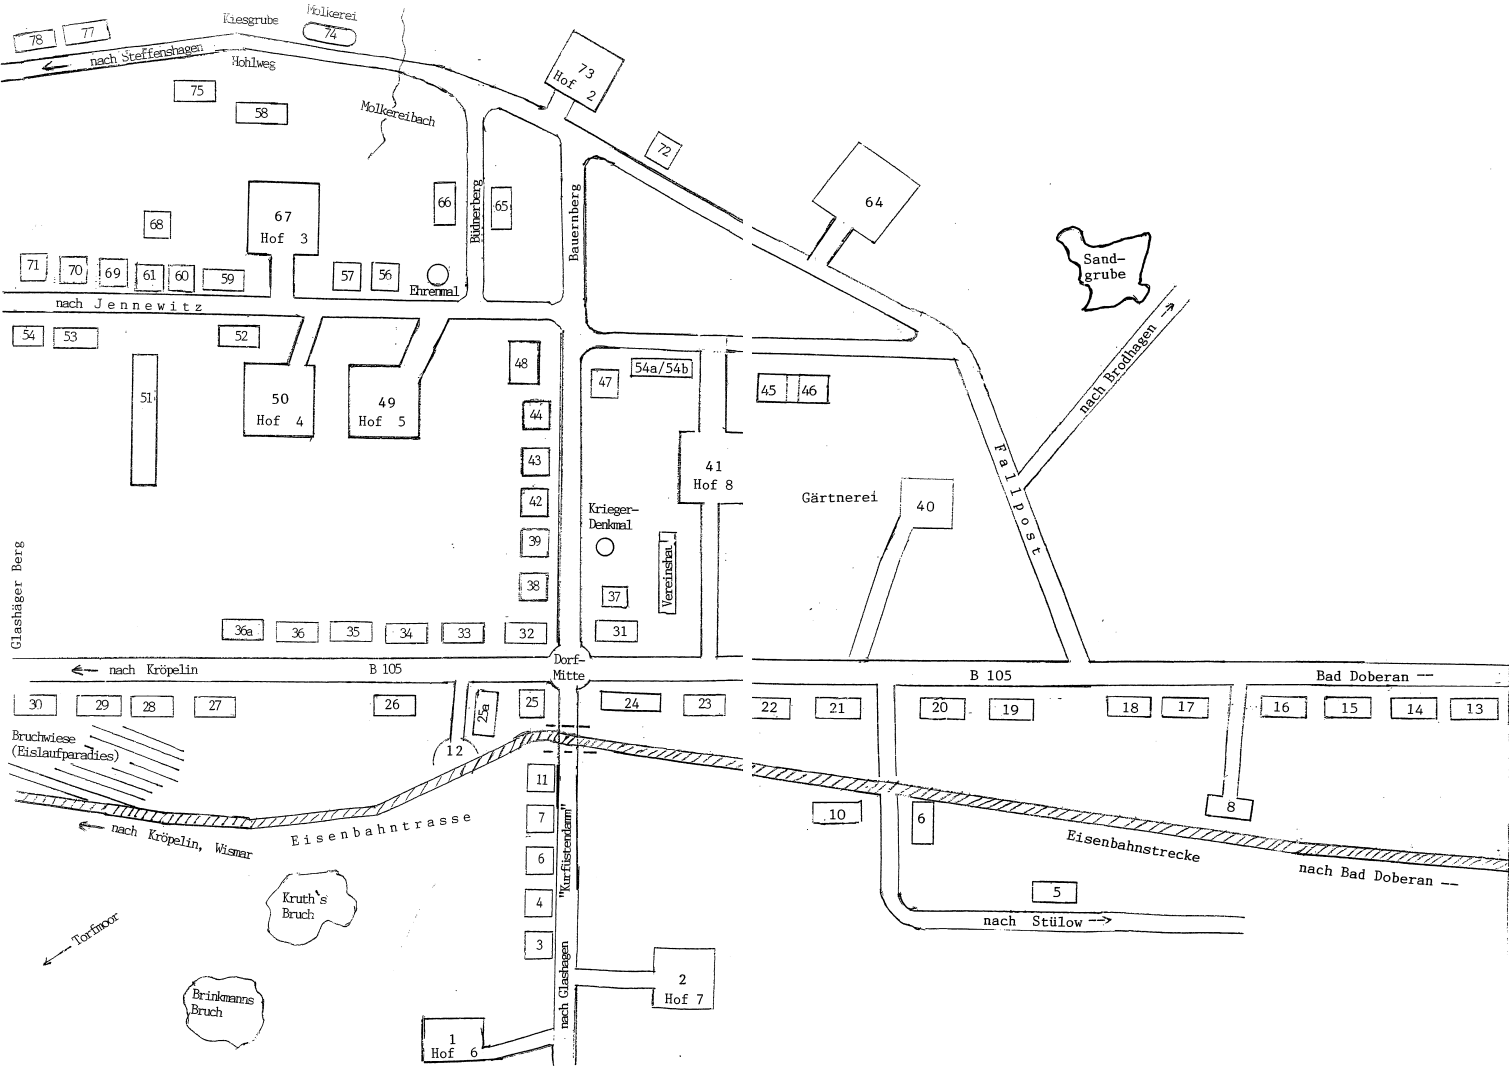 Kiesgrube
Molkerei
74
78
77
nach Steffenshagen
Hohlweg
73
Hof 2
75
58
Molkereibach
72
64
66
Büdnerberg
65
Bauernberg
67
Hof 3
68
Sand-
grube
71
70
69
61
60
59
57
56
Ehrenmal
nach Jennewitz
54
53
52
48
47
54a/54b
45
46
nach Brodhagen
51
50
Hof 4
49
Hof 5
44
43
41
Hof 8
Fallpost
42
Krieger-
Denkmal
Gärtnerei
40
39
Vereinshau
38
37
Glashäger Berg
36a
36
35
34
33
32
31
Dorf-
Mitte
nach Kröpelin
B 105
B 105
Bad Doberan
30
29
28
27
26
25a
25
24
23
22
21
20
19
18
17
16
15
14
13
Bruchwiese
(Eislaufparadies)
12
11
10
6
8
7
"Kurfüstendamm"
nach Kröpelin, Wismar
Eisenbahntrasse
Eisenbahnstrecke
nach Bad Doberan
6
5
4
3
nach Stülow
Kruth's
Bruch
Torfmoor
nach Glashagen
2
Hof 7
Brinkmanns
Bruch
1
Hof 6